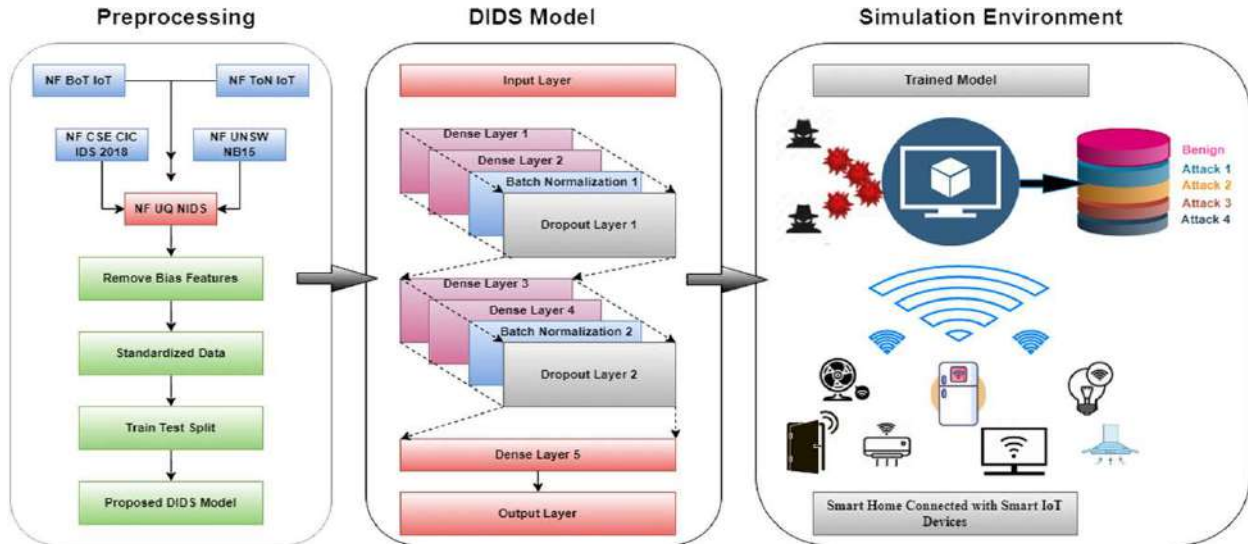 Preprocessing
NF BoT IoT
NF ToN IoT
NF CSE CIC
IDS 2018
NF UNSW
NB15
NF UQ NIDS
Remove Bias Features
Standardized Data
Train Test Split
Proposed DIDS Model
DIDS Model
Input Layer
Dense Layer 1
Dense Layer 2
Batch Normalization 1
Dropout Layer 1
Dense Layer 3
Dense Layer 4
Batch Normalization 2
Dropout Layer 2
Dense Layer 5
Output Layer
Simulation Environment
Trained Model
Benign
Attack 1
Attack 2
Attack 3
Attack 4
Smart Home Connected with Smart IoT
Devices